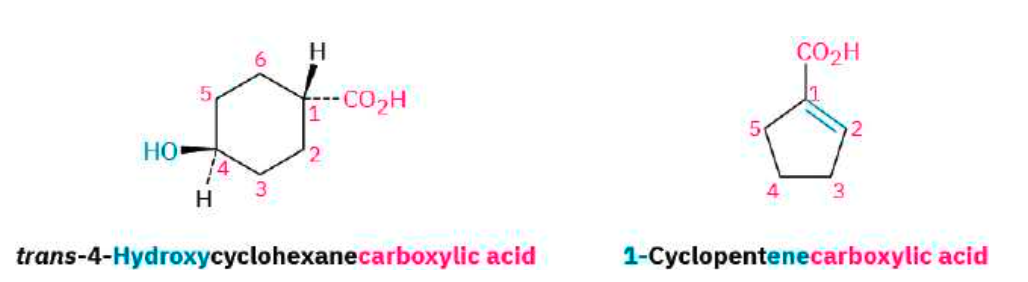 H
6
5
CO₂H
1
HO
4
2
3
H
trans-4-Hydroxycyclohexanecarboxylic acid
CO₂H
1
5
2
4
3
1-Cyclopentenecarboxylic acid